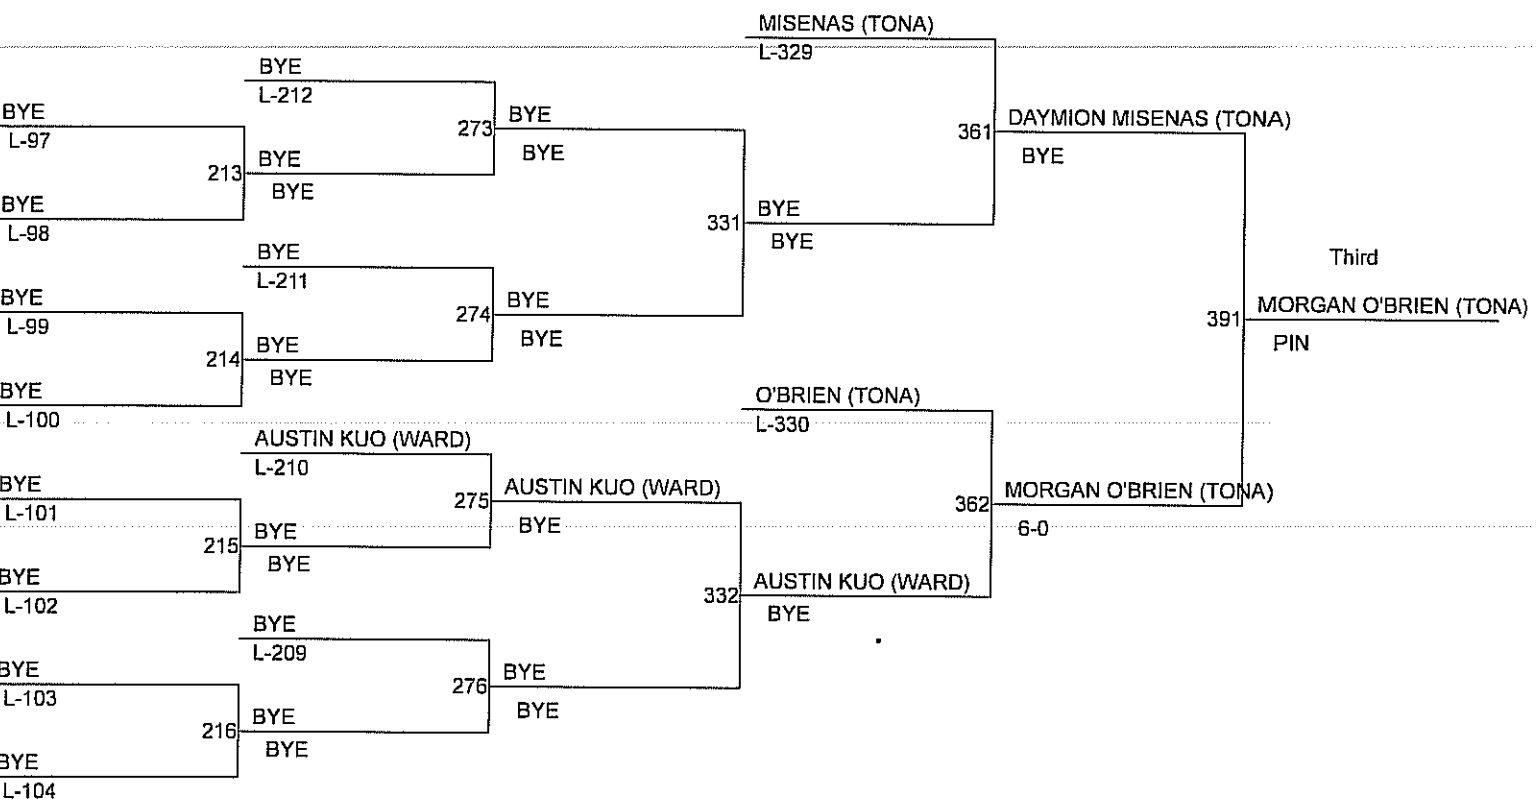 MISENAS (TONA)
L-329
BYE
L-212
BYE
L-97
273
BYE
BYE
361
DAYMION MISENAS (TONA)
BYE
213
BYE
BYE
BYE
L-98
331
BYE
BYE
BYE
L-211
Third
BYE
L-99
274
BYE
BYE
391
MORGAN O'BRIEN (TONA)
PIN
214
BYE
BYE
BYE
L-100
O'BRIEN (TONA)
L-330
AUSTIN KUO (WARD)
L-210
BYE
L-101
275
AUSTIN KUO (WARD)
BYE
362
MORGAN O'BRIEN (TONA)
6-0
215
BYE
BYE
BYE
L-102
332
AUSTIN KUO (WARD)
BYE
BYE
L-209
BYE
L-103
276
BYE
BYE
216
BYE
BYE
BYE
L-104